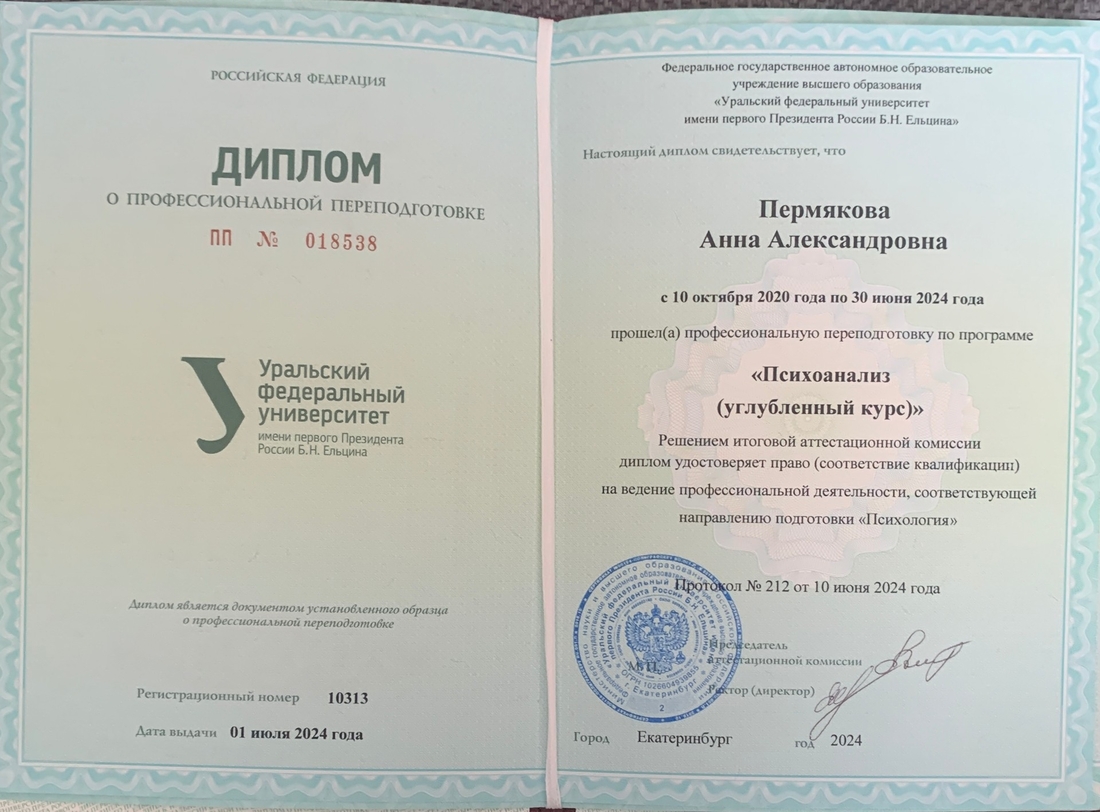 РОССИЙСКАЯ ФЕДЕРАЦИЯ
ДИПЛОМ
О ПРОФЕССИОНАЛЬНОЙ ПЕРЕПОДГОТОВКЕ
ПП № 018538
Уральский
федеральный
университет
имени первого Президента
России Б.Н. Ельцина
Диплом является документом установленного образца
о профессиональной переподготовке
Регистрационный номер 10313
Дата выдачи 01 июля 2024 года
Федеральное государственное автономное образовательное
учреждение высшего образования
«Уральский федеральный университет
имени первого Президента России Б.Н. Ельцина»
Настоящий диплом свидетельствует, что
Пермякова
Анна Александровна
с 10 октября 2020 года по 30 июня 2024 года
прошел(а) профессиональную переподготовку по программе
«Психоанализ
(углубленный курс)»
Решением итоговой аттестационной комиссии
диплом удостоверяет право (соответствие квалификации)
на ведение профессиональной деятельности, соответствующей
направлению подготовки «Психология»
Протокол № 212 от 10 июня 2024 года
Председатель
аттестационной комиссии
М.П.
Ректор (директор)
2
Город Екатеринбург год 2024